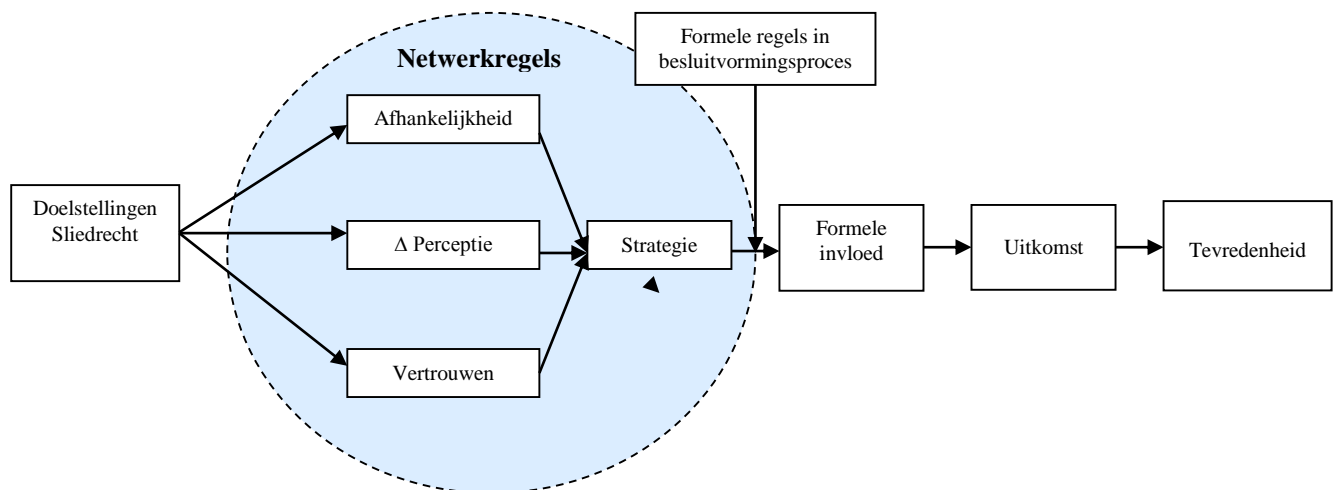 Formele regels in
besluitvormingsproces
Netwerkregels
Afhankelijkheid
Doelstellingen
Sliedrecht
Δ Perceptie
Strategie
Formele
invloed
Uitkomst
Tevredenheid
Vertrouwen